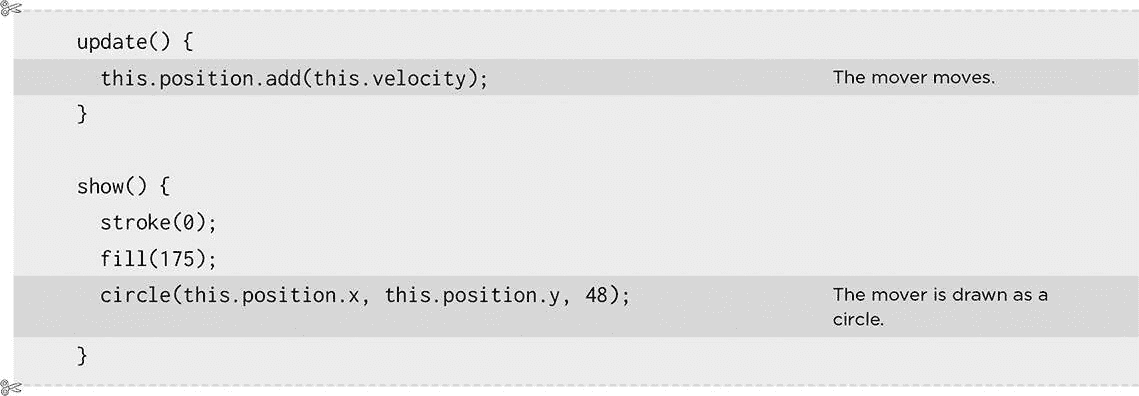 update() {
this.position.add(this.velocity);
The mover moves.
}
show() {
stroke(0);
fill(175);
circle(this.position.x, this.position.y, 48);
The mover is drawn as a
circle.
}